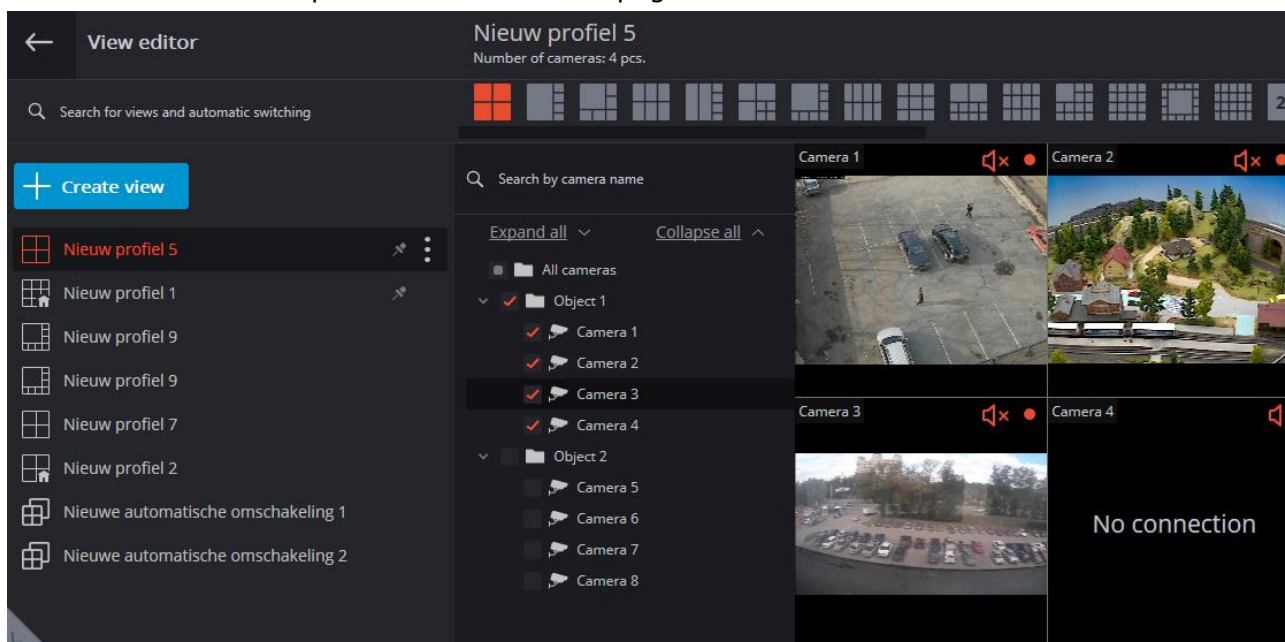 View editor
Nieuw profiel 5
Number of cameras: 4 pcs.
Search for views and automatic switching
2
Create view
Nieuw profiel 5
Nieuw profiel 1
Nieuw profiel 9
Nieuw profiel 9
Nieuw profiel 7
Nieuw profiel 2
Nieuwe automatische omschakeling 1
Nieuwe automatische omschakeling 2
Search by camera name
Expand all
Collapse all
All cameras
Object 1
Camera 1
Camera 2
Camera 3
Camera 4
Object 2
Camera 5
Camera 6
Camera 7
Camera 8
Camera 1
Camera 2
Camera 3
Camera 4
No connection